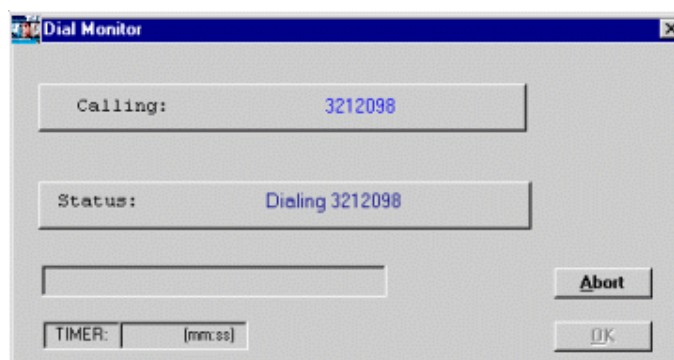 Dial Monitor
Calling: 3212098
Status: Dialing 3212098
Abort
TIMER: (mm:ss)
OK